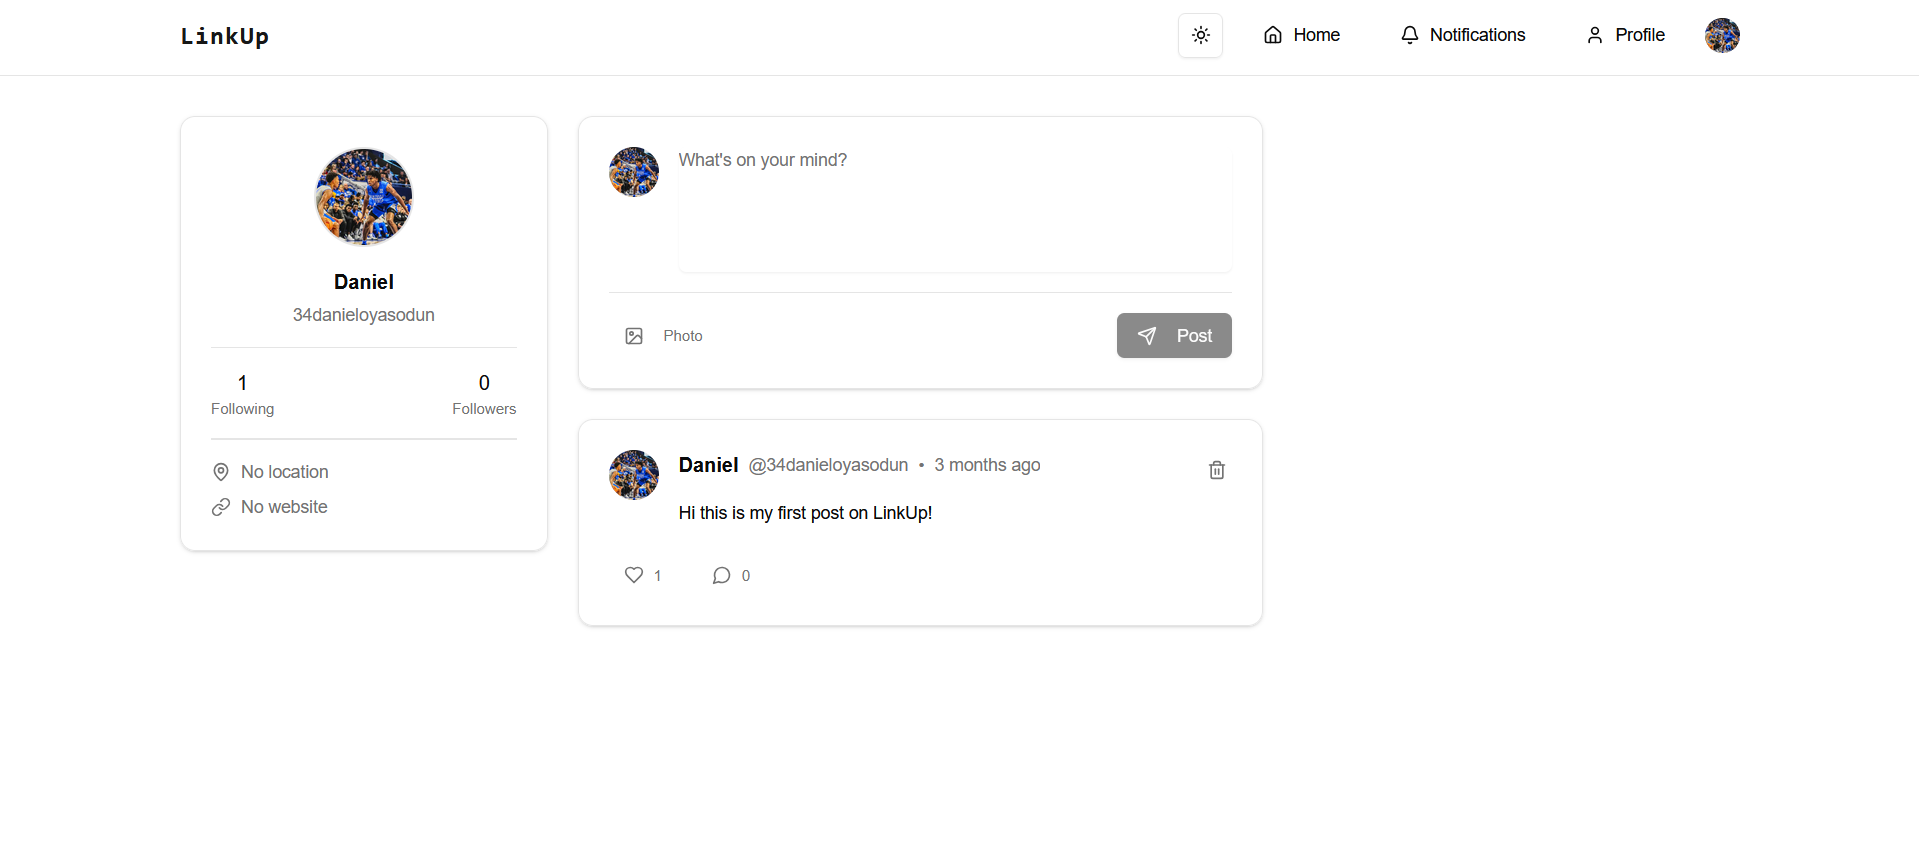 LinkUp
Home
Notifications
Profile
Daniel
34danieloyasodun
1
Following
0
Followers
No location
No website
What's on your mind?
Photo
Post
Daniel @34danieloyasodun • 3 months ago
Hi this is my first post on LinkUp!
1
0